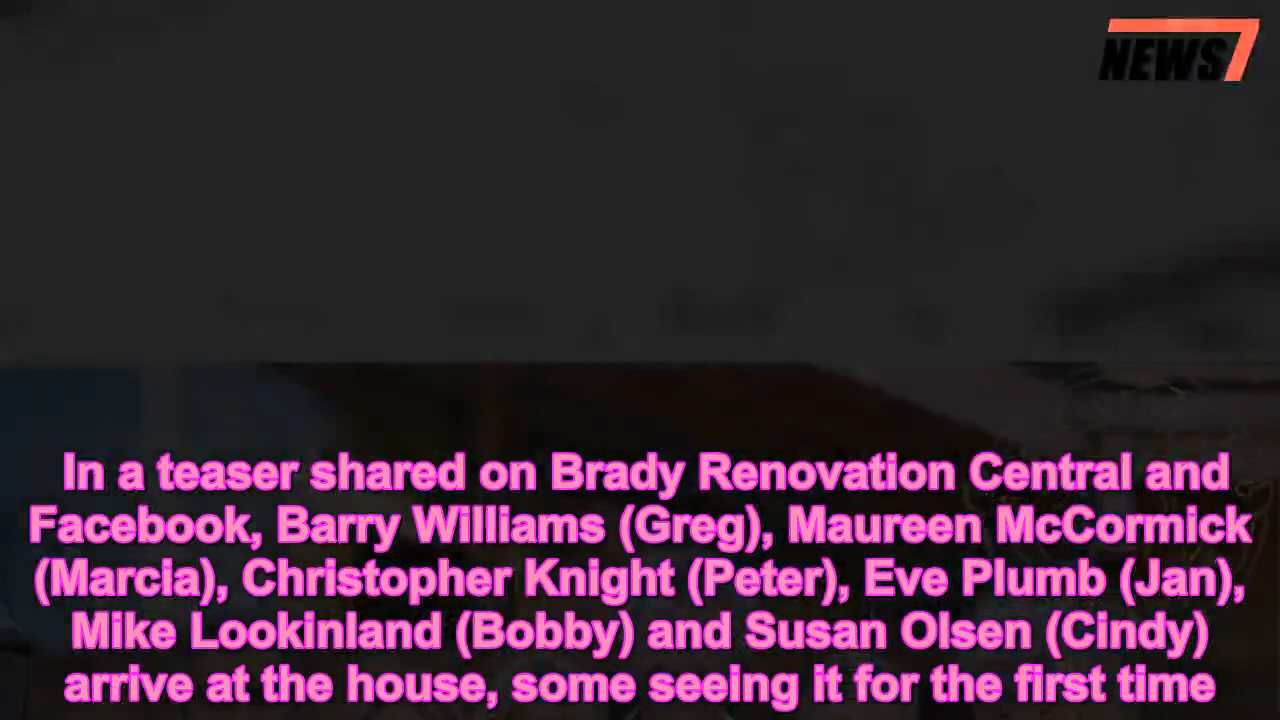 NEWS7
In a teaser shared on Brady Renovation Central and
Facebook, Barry Williams (Greg), Maureen McCormick
(Marcia), Christopher Knight (Peter), Eve Plumb (Jan),
Mike Lookinland (Bobby) and Susan Olsen (Cindy)
arrive at the house, some seeing it for the first time